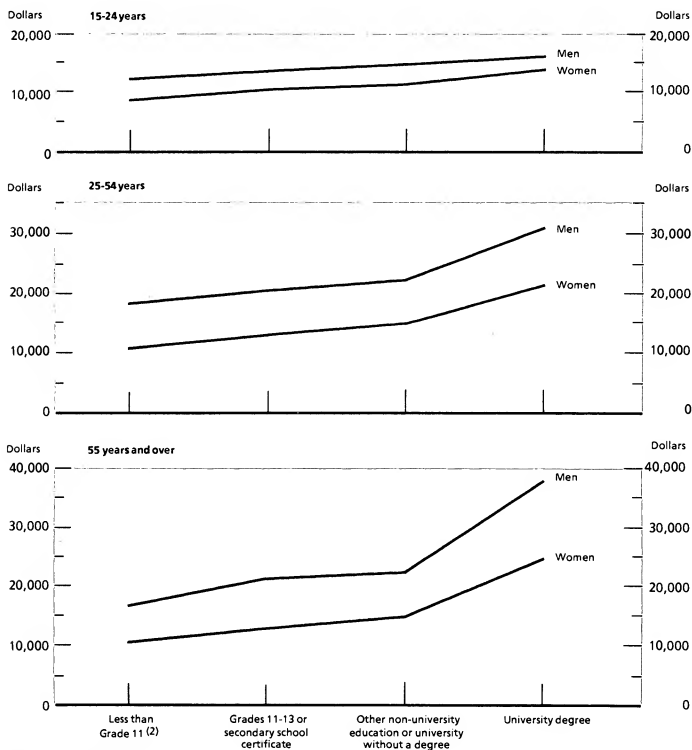 Dollars 15-24 years Dollars
20,000 20,000
Men
Women
10,000 10,000
0 0
Dollars 25-54 years Dollars
30,000 Men 30,000
20,000 Women 20,000
10,000 10,000
0 0
Dollars 55 years and over Dollars
40,000 40,000
Men
30,000 30,000
Women
20,000 20,000
10,000 10,000
0 0
Less than Grades 11-13 or Other non-university University degree
Grade 11 (2) secondary school education or university
certificate without a degree